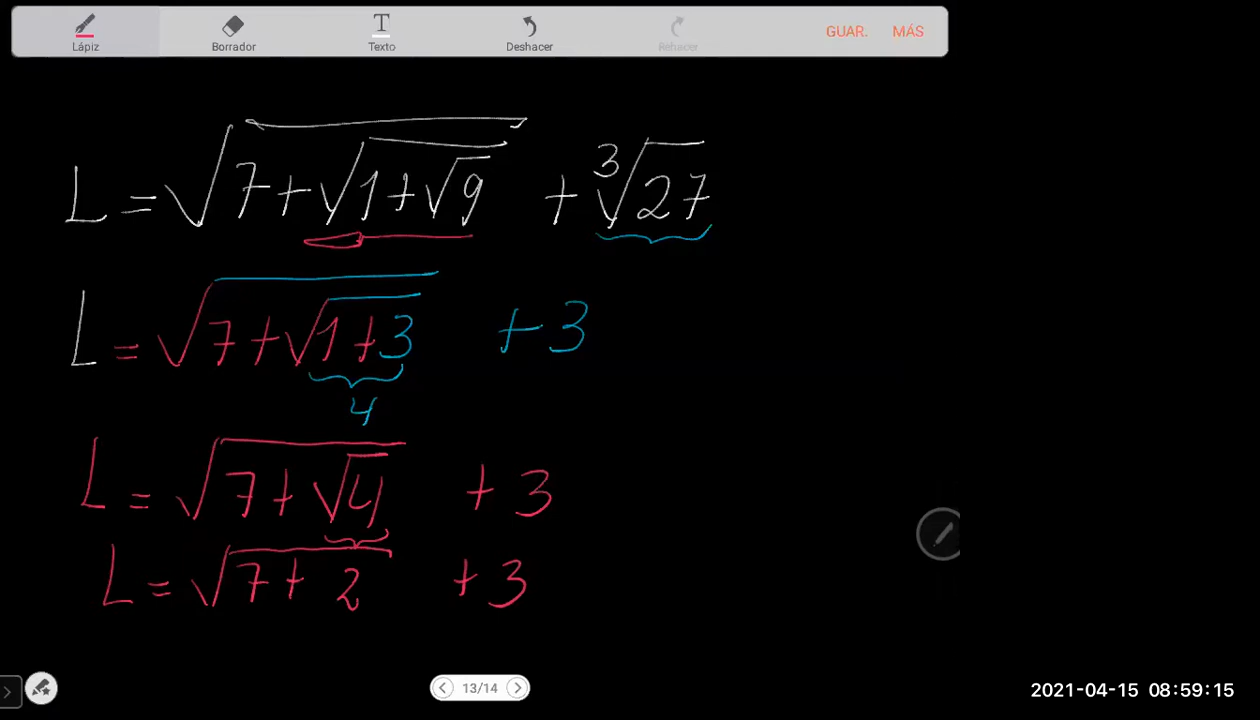 Lápiz Borrador Texto Deshacer Rehacer GUAR. MÁS
L = √(7 + √(1 + √9)) + ³√27
L = √(7 + √(1 + 3)) + 3
4
L = √(7 + √4) + 3
L = √(7 + 2) + 3
13/14
2021-04-15 08:59:15